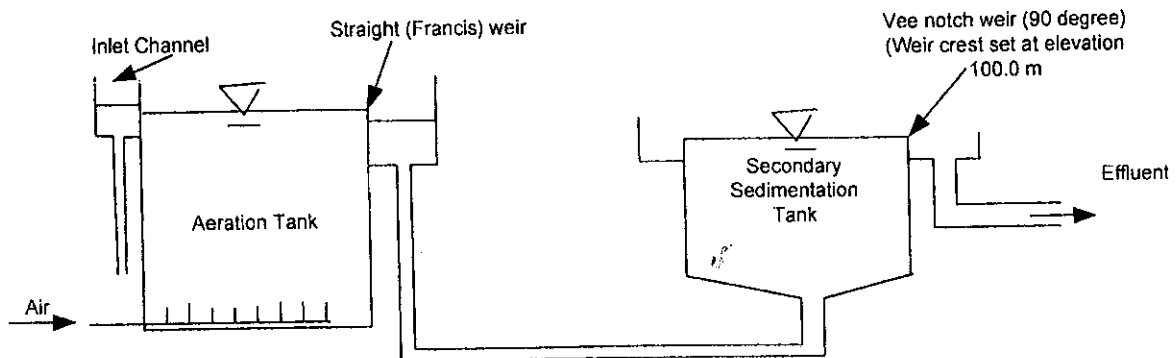 Inlet Channel
Straight (Francis) weir
Vee notch weir (90 degree)
(Weir crest set at elevation
100.0 m
Aeration Tank
Secondary
Sedimentation
Tank
Effluent
Air